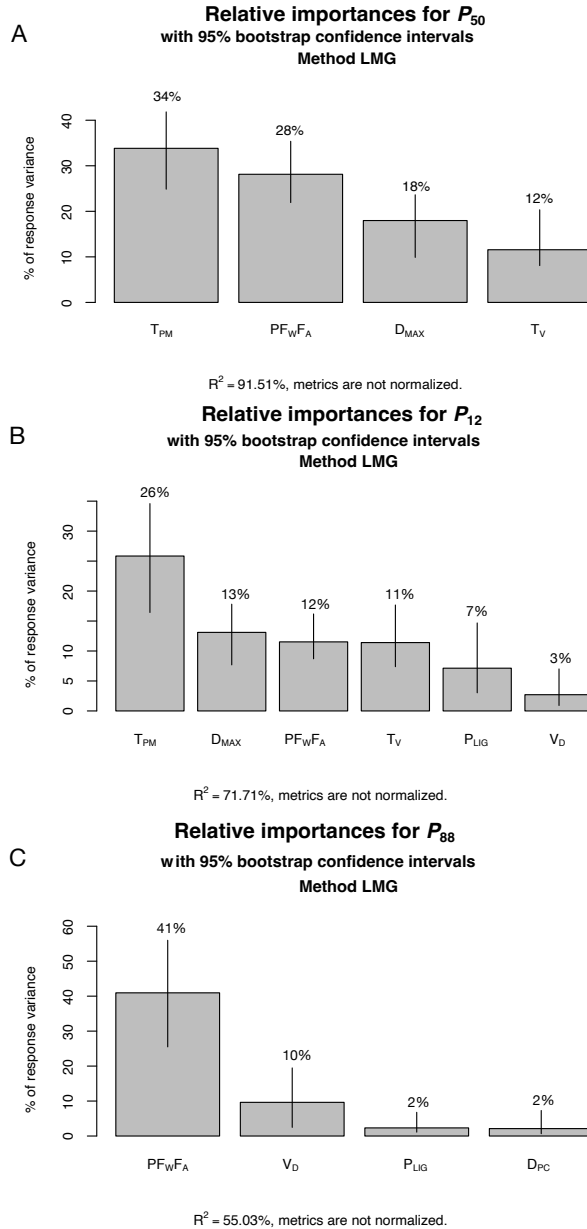 A
Relative importances for P50
with 95% bootstrap confidence intervals
Method LMG
% of response variance
40
30
20
10
0
34%
28%
18%
12%
TPM
PFWFA
DMAX
TV
R2 = 91.51%, metrics are not normalized.
B
Relative importances for P12
with 95% bootstrap confidence intervals
Method LMG
% of response variance
30
20
10
5
0
26%
13%
12%
11%
7%
3%
TPM
DMAX
PFWFA
TV
PLIG
VD
R2 = 71.71%, metrics are not normalized.
C
Relative importances for P88
with 95% bootstrap confidence intervals
Method LMG
% of response variance
60
50
40
30
20
10
0
41%
10%
2%
2%
PFWFA
VD
PLIG
DPC
R2 = 55.03%, metrics are not normalized.